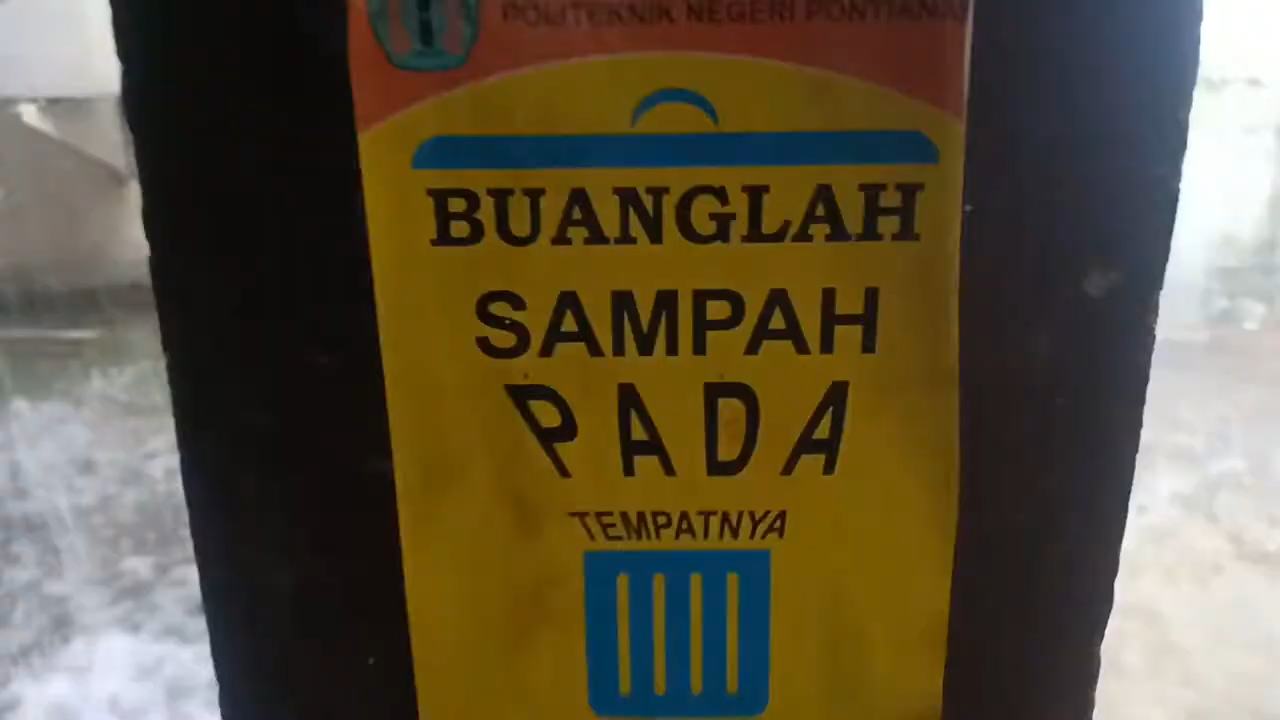 POLITEKNIK NEGERI PONTIANAK
BUANGLAH
SAMPAH
PADA
TEMPATNYA